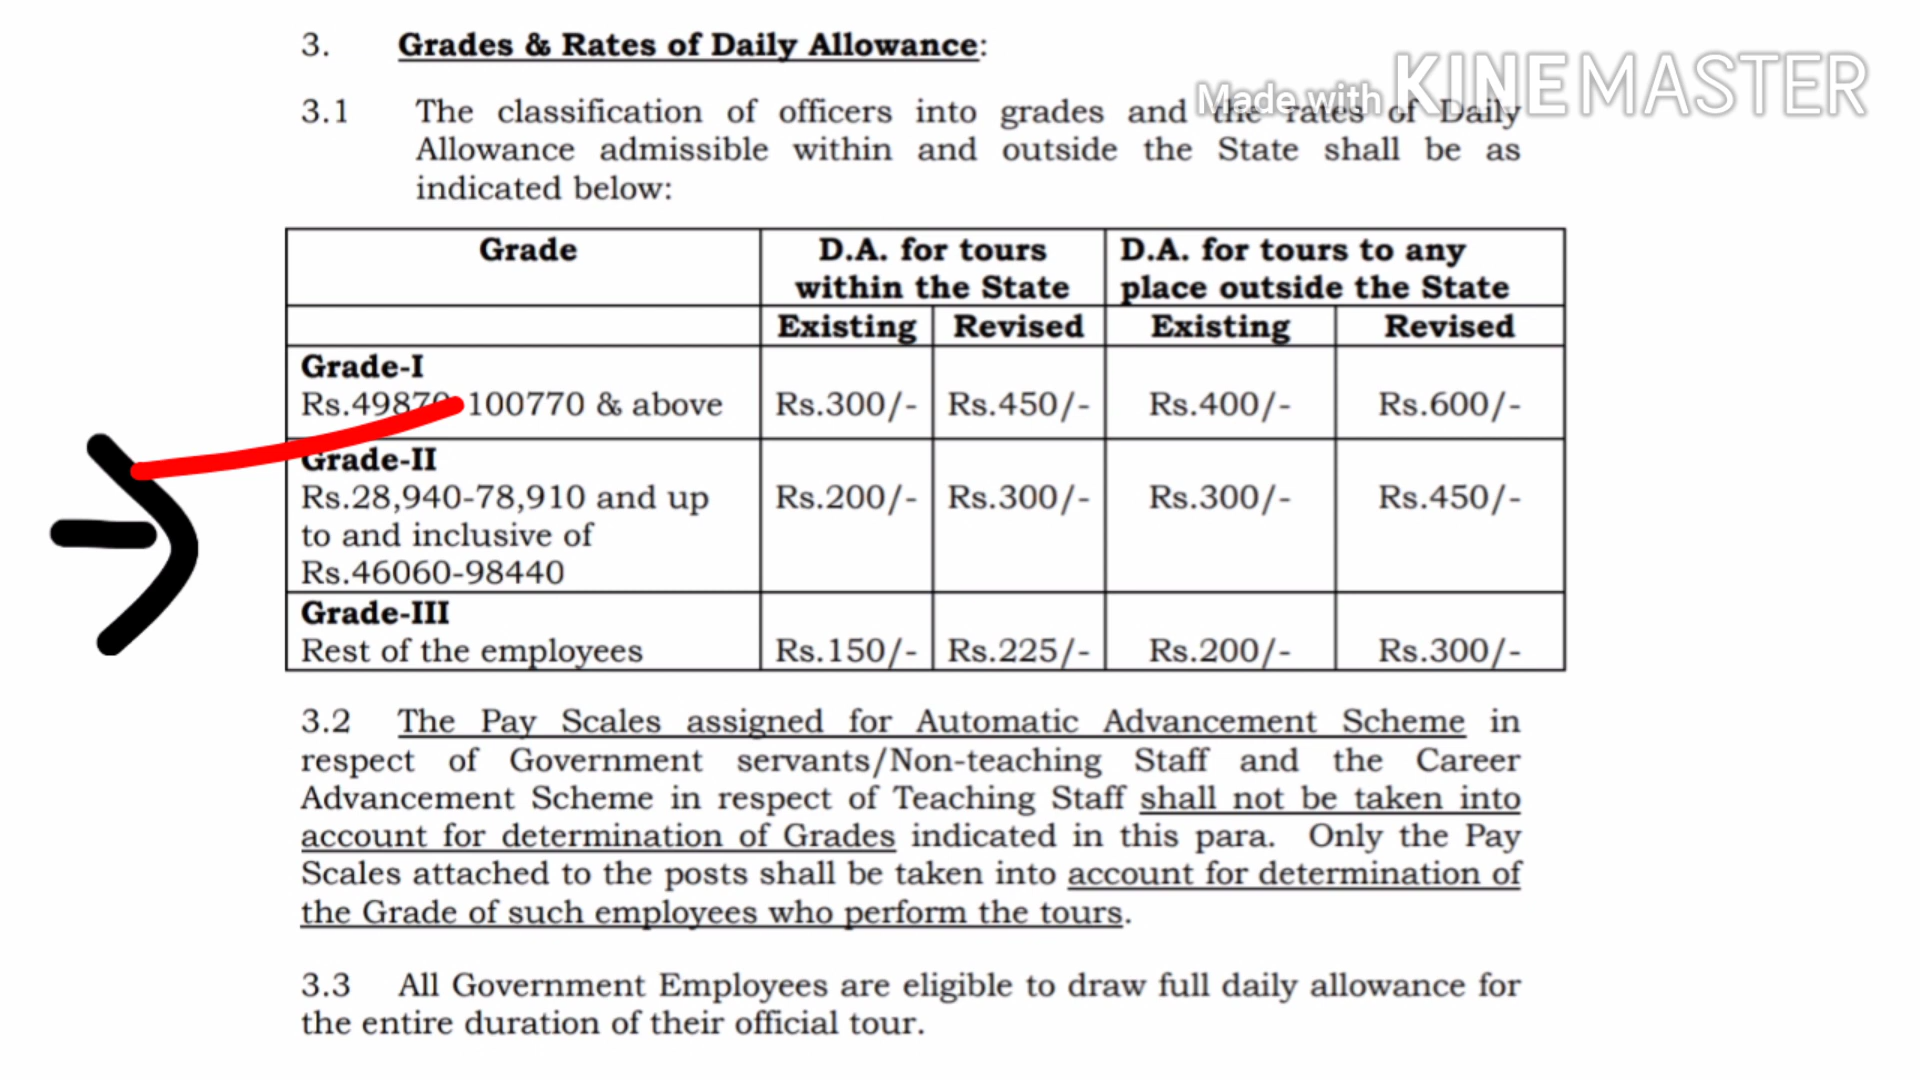 3. Grades & Rates of Daily Allowance:
Made with KINEMASTER
3.1 The classification of officers into grades and the rates of Daily
Allowance admissible within and outside the State shall be as
indicated below:
Grade D.A. for tours D.A. for tours to any
within the State place outside the State
Existing Revised Existing Revised
Grade-I
Rs.49870-100770 & above Rs.300/- Rs.450/- Rs.400/- Rs.600/-
Grade-II
Rs.28,940-78,910 and up Rs.200/- Rs.300/- Rs.300/- Rs.450/-
to and inclusive of
Rs.46060-98440
Grade-III
Rest of the employees Rs.150/- Rs.225/- Rs.200/- Rs.300/-
3.2 The Pay Scales assigned for Automatic Advancement Scheme in
respect of Government servants/Non-teaching Staff and the Career
Advancement Scheme in respect of Teaching Staff shall not be taken into
account for determination of Grades indicated in this para. Only the Pay
Scales attached to the posts shall be taken into account for determination of
the Grade of such employees who perform the tours.
3.3 All Government Employees are eligible to draw full daily allowance for
the entire duration of their official tour.